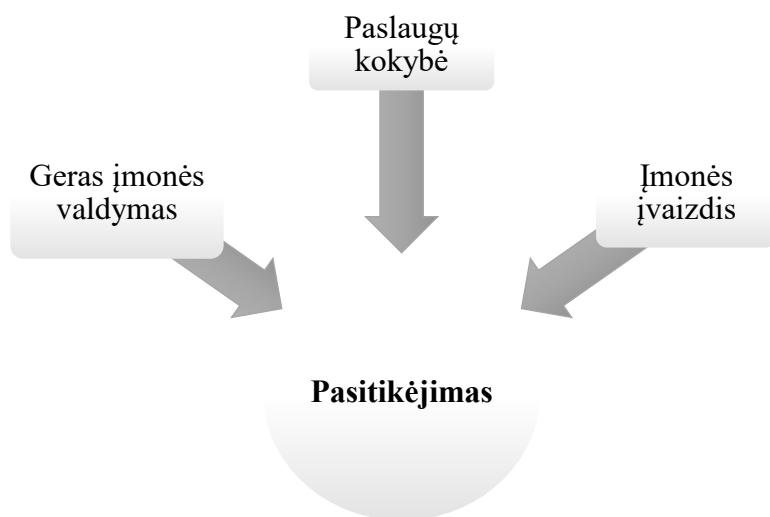 Paslaugų
kokybė
Geras įmonės
valdymas
Įmonės
įvaizdis
Pasitikėjimas